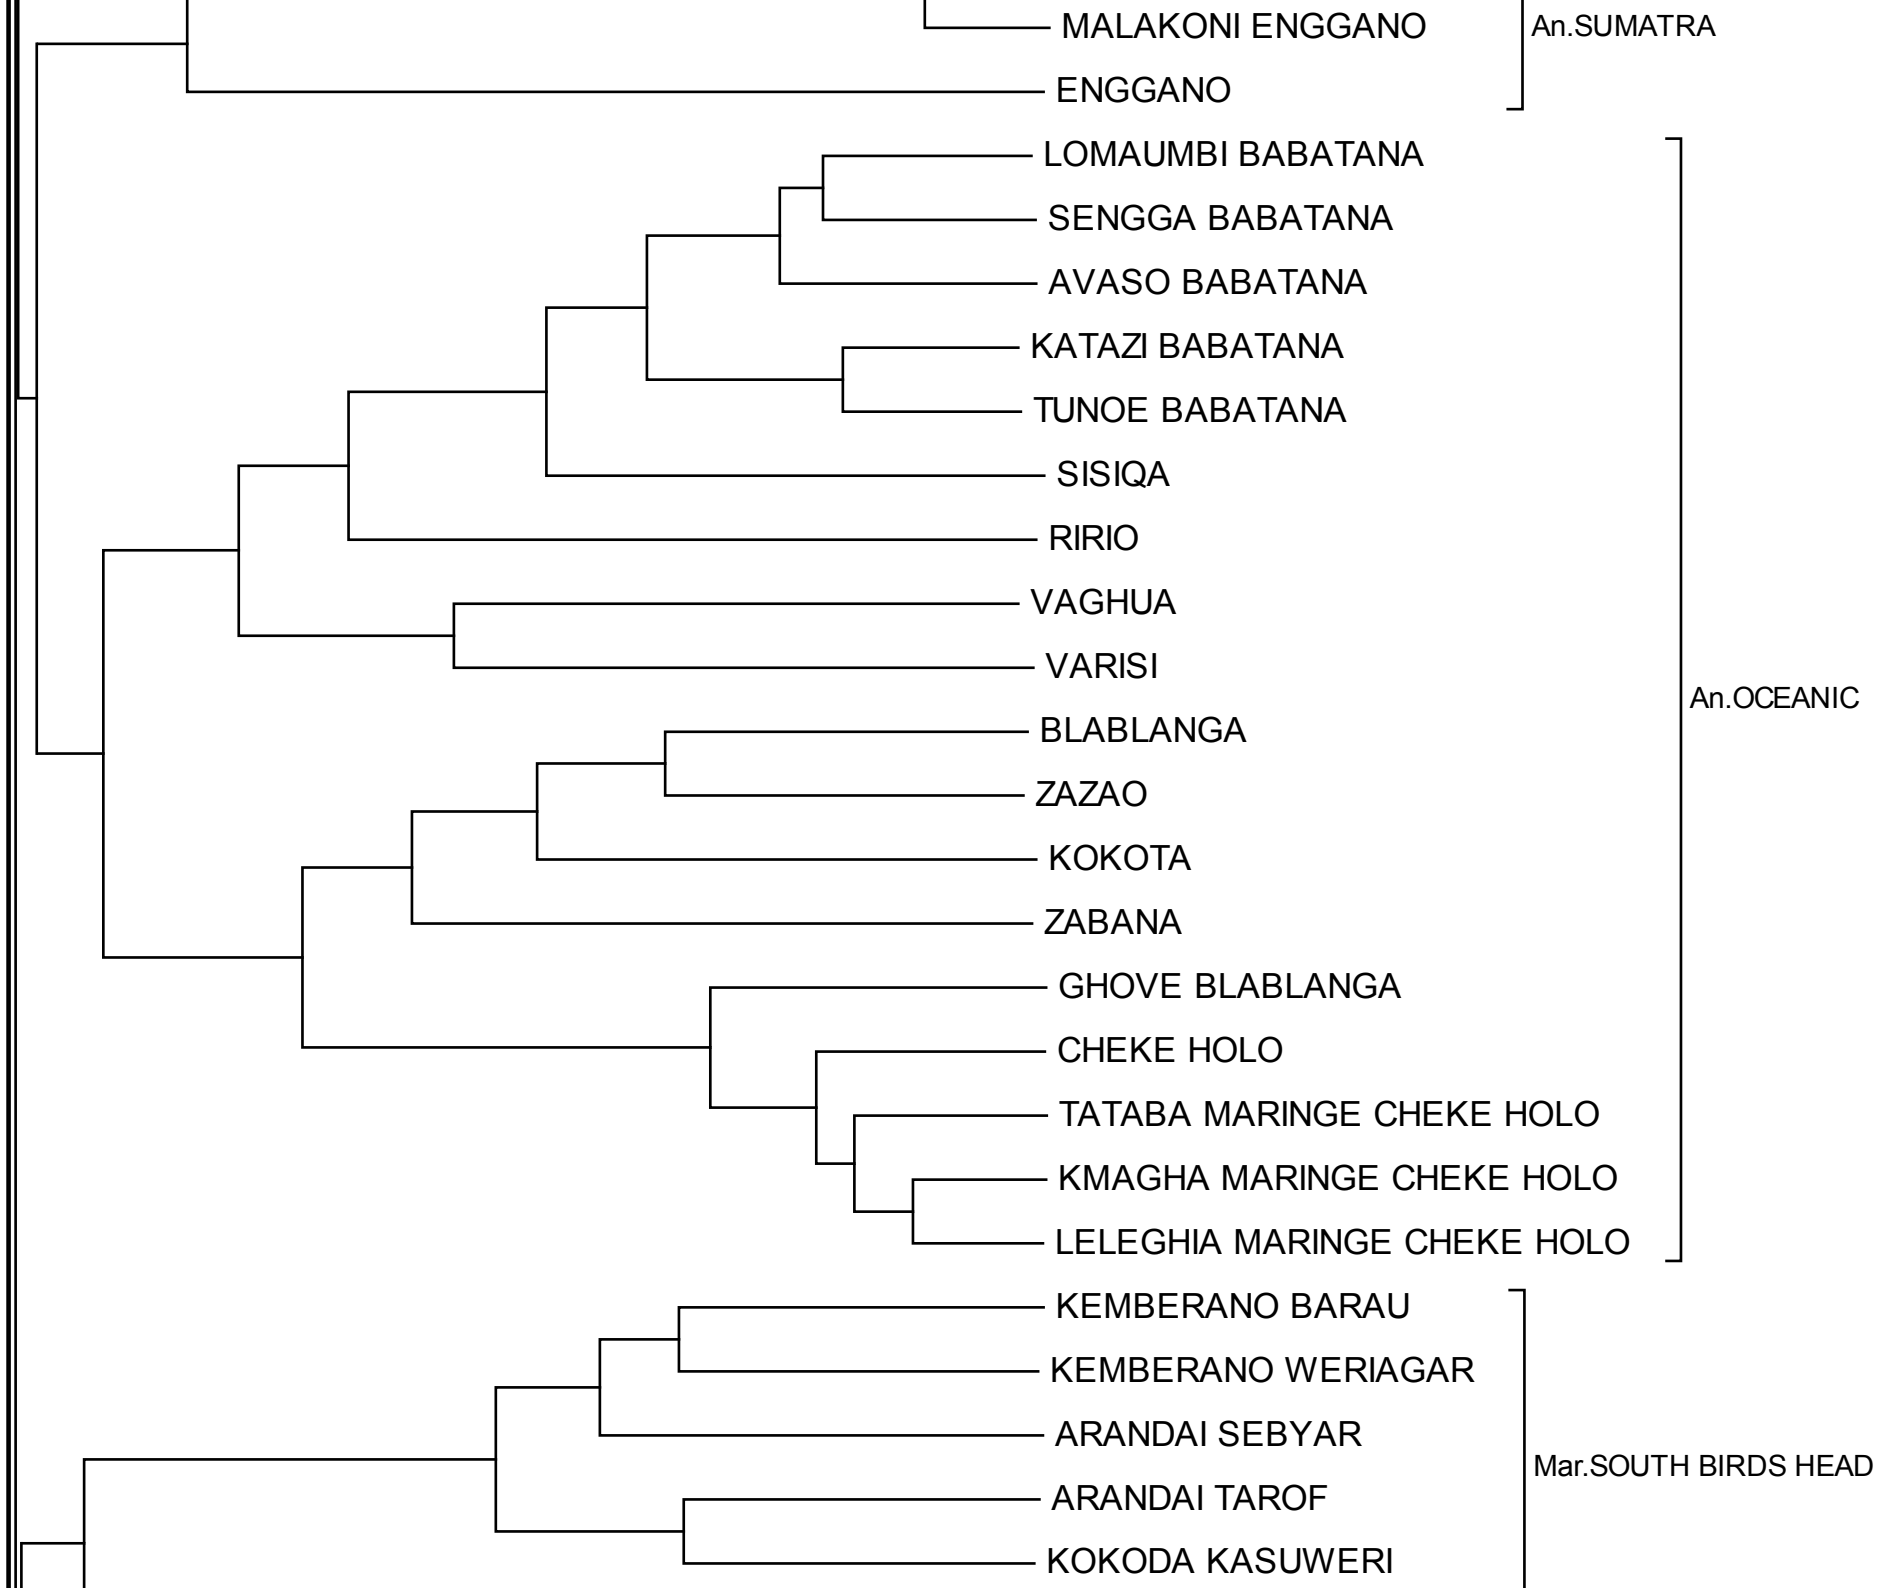 MALAKONI ENGGANO
An.SUMATRA
ENGGANO
LOMAUMBI BABATANA
SENGGA BABATANA
AVASO BABATANA
KATAZI BABATANA
TUNOE BABATANA
SISIQA
RIRIO
VAGHUA
VARISI
An.OCEANIC
BLABLANGA
ZAZAO
KOKOTA
ZABANA
GHOVE BLABLANGA
CHEKE HOLO
TATABA MARINGE CHEKE HOLO
KMAGHA MARINGE CHEKE HOLO
LELEGHIA MARINGE CHEKE HOLO
KEMBERANO BARAU
KEMBERANO WERIAGAR
ARANDAI SEBYAR
Mar.SOUTH BIRDS HEAD
ARANDAI TAROF
KOKODA KASUWERI